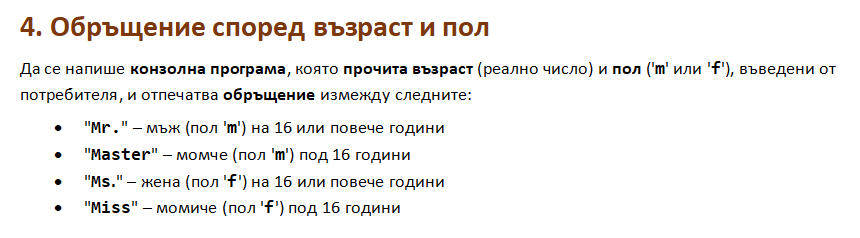 4. Обръщение според възраст и пол
Да се напише конзолна програма, която прочита възраст (реално число) и пол ('m' или 'f'), въведени от
потребителя, и отпечатва обръщение измежду следните:
• "Mr." – мъж (пол 'm') на 16 или повече години
• "Master" – момче (пол 'm') под 16 години
• "Ms." – жена (пол 'f') на 16 или повече години
• "Miss" – момиче (пол 'f') под 16 години